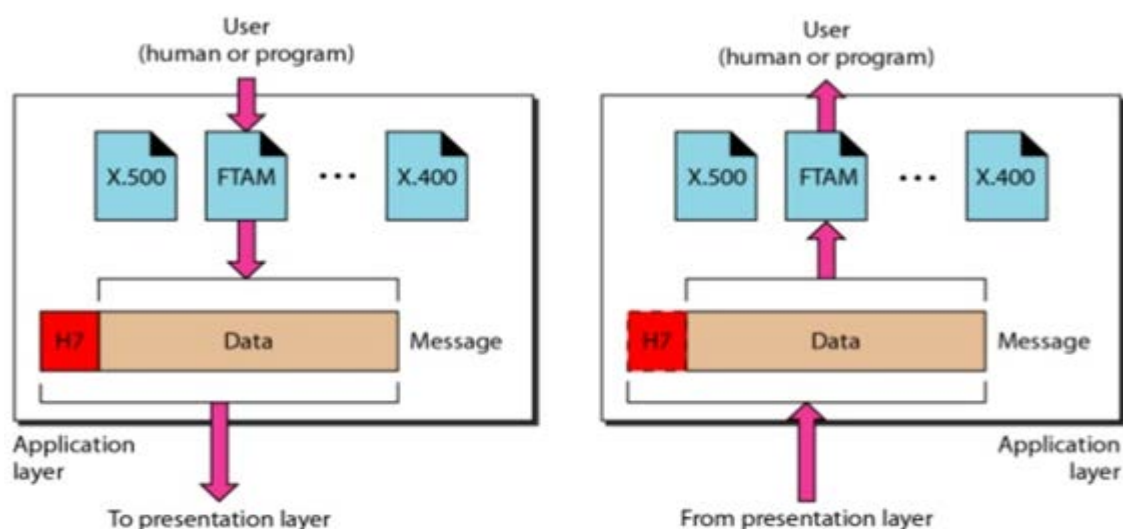 User
(human or program)
X.500
FTAM
...
X.400
H7
Data
Message
Application
layer
To presentation layer
User
(human or program)
X.500
FTAM
...
X.400
H7
Data
Message
Application
layer
From presentation layer